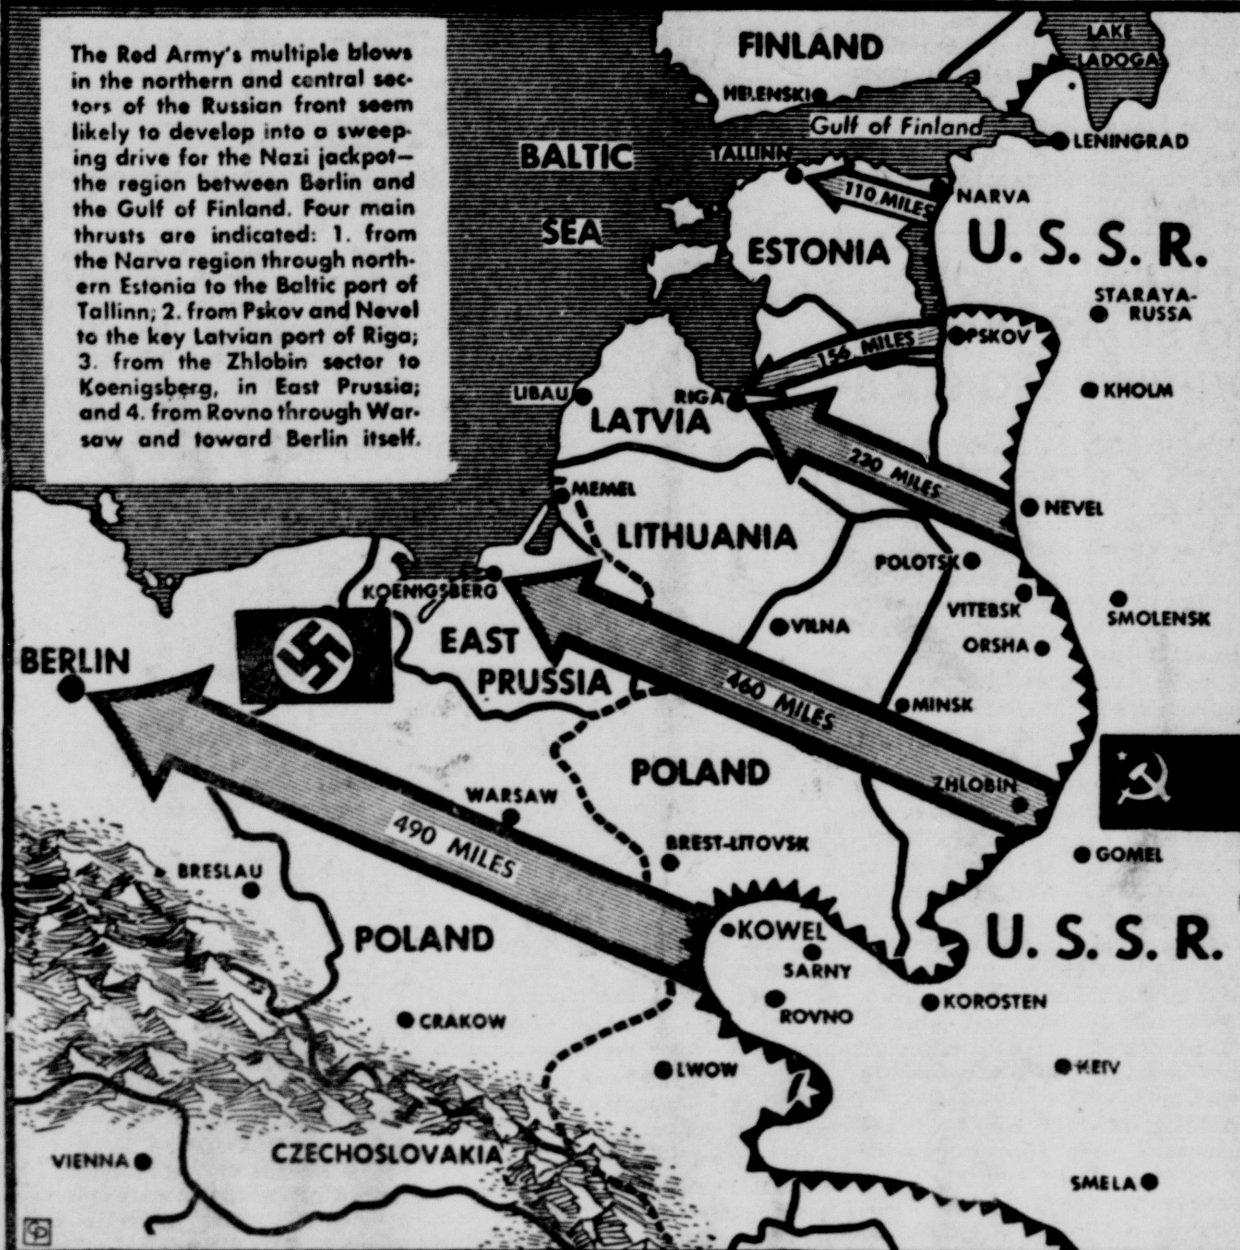 The Red Army's multiple blows
in the northern and central sec-
tors of the Russian front seem
likely to develop into a sweep-
ing drive for the Nazi jackpot—
the region between Berlin and
the Gulf of Finland. Four main
thrusts are indicated: 1. from
the Narva region through north-
ern Estonia to the Baltic port of
Tallinn; 2. from Pskov and Nevel
to the key Latvian port of Riga;
3. from the Zhlobin sector to
Koenigsberg, in East Prussia;
and 4. from Rovno through War-
saw and toward Berlin itself.
FINLAND
LAKE
LADOGA
HELENSKI
Gulf of Finland
LENINGRAD
BALTIC
SEA
TALLINN
110 MILES
NARVA
ESTONIA
U. S. S. R.
STARAYA-
RUSSA
PSKOV
156 MILES
KHOLM
LIBAU
RIGA
LATVIA
220 MILES
NEVEL
MEMEL
LITHUANIA
POLOTSK
KOENIGSBERG
VITEBSK
SMOLENSK
VILNA
ORSHA
EAST
PRUSSIA
BERLIN
460 MILES
MINSK
POLAND
ZHLOBIN
WARSAW
490 MILES
BREST-LITOVSK
GOMEL
BRESLAU
POLAND
KOWEL
U. S. S. R.
SARNY
KOROSTEN
ROVNO
CRAKOW
LWOW
KEIV
CZECHOSLOVAKIA
VIENNA
SMELA
CP